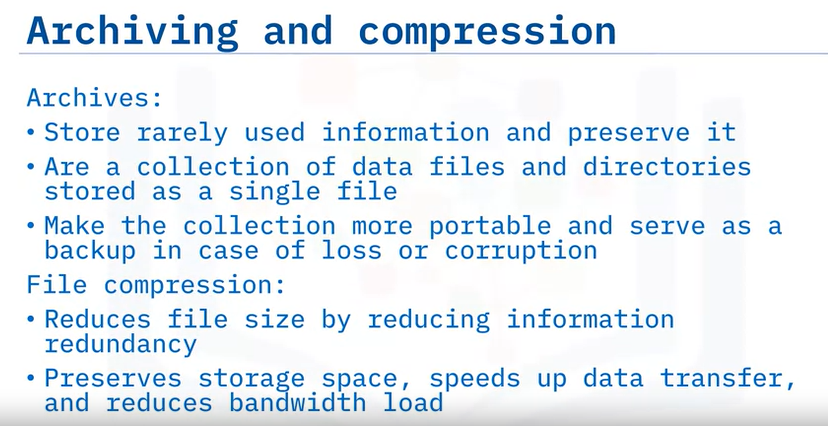 Archiving and compression
Archives:
• Store rarely used information and preserve it
• Are a collection of data files and directories
stored as a single file
• Make the collection more portable and serve as a
backup in case of loss or corruption
File compression:
• Reduces file size by reducing information
redundancy
• Preserves storage space, speeds up data transfer,
and reduces bandwidth load